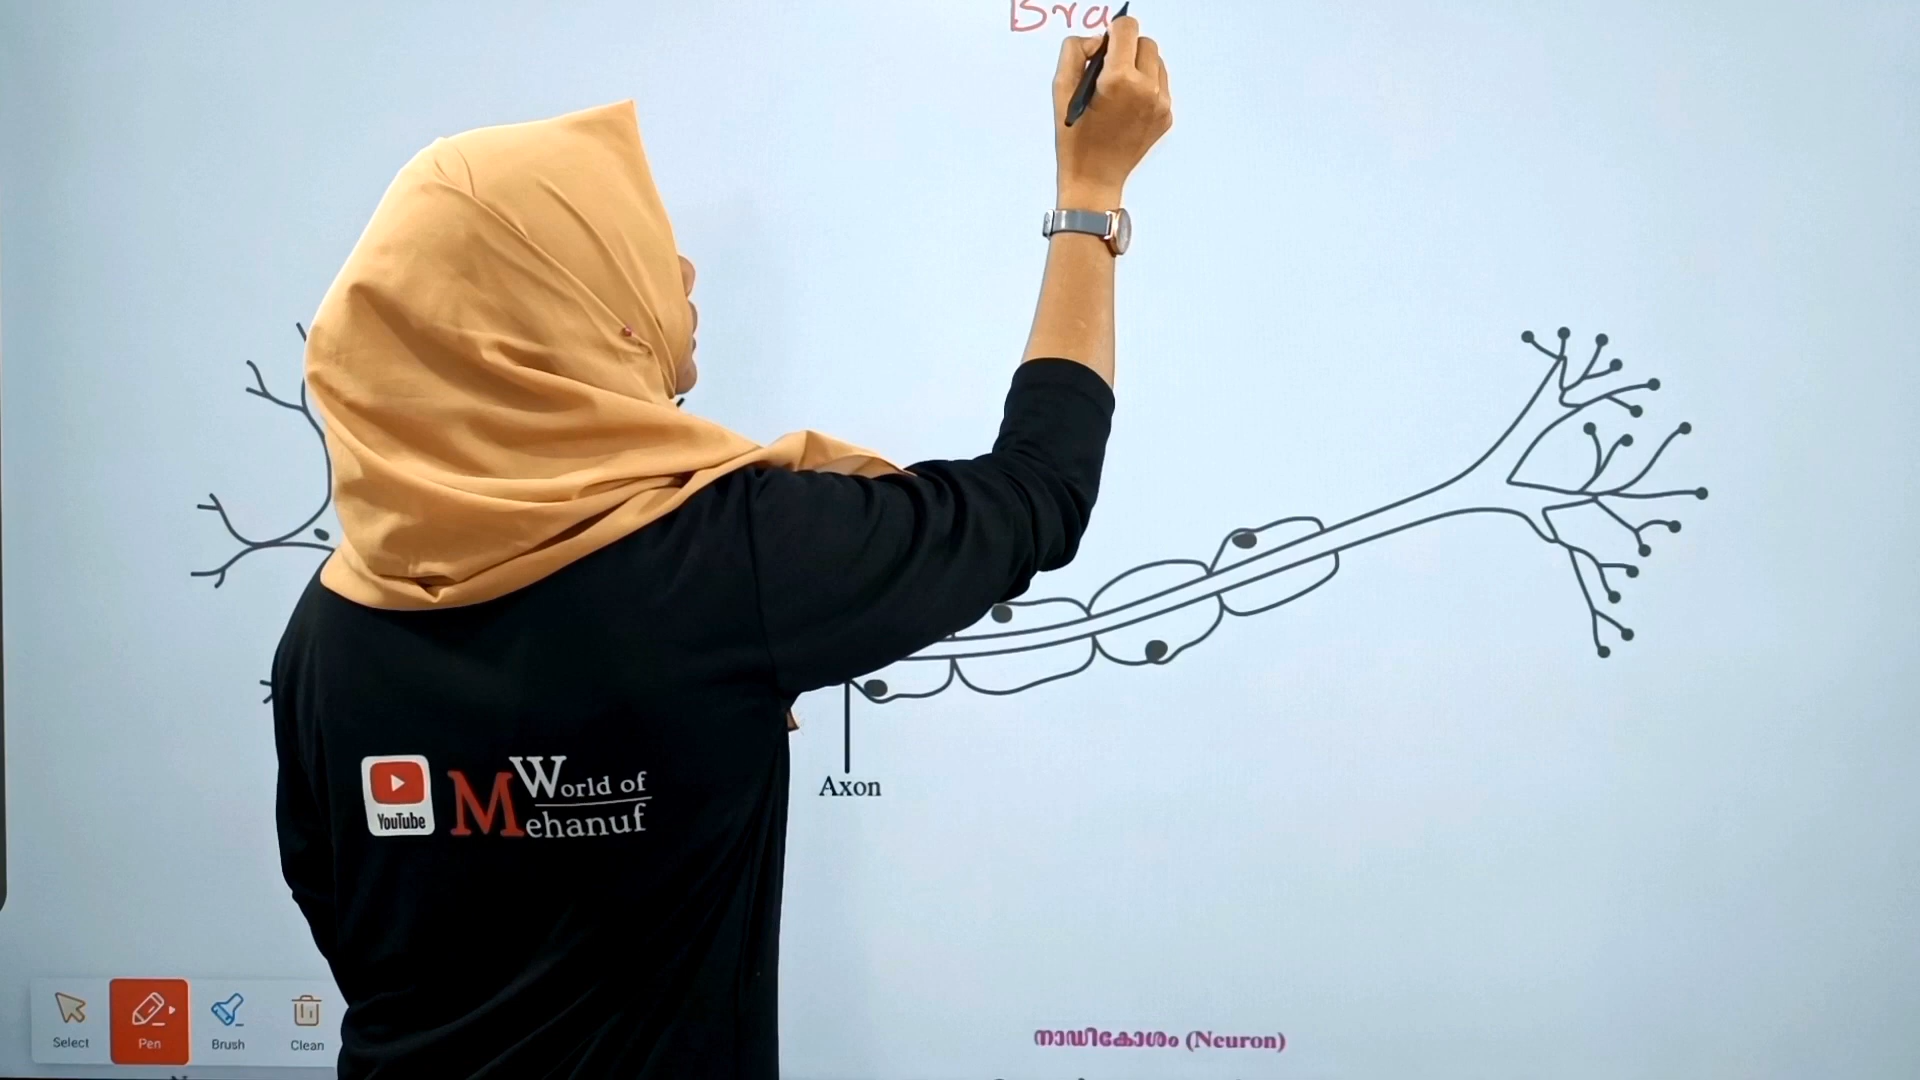 Bra
Axon
YouTube
World of
Mehanuf
Select
Pen
Brush
Clean
നാഡികോശം (Neuron)